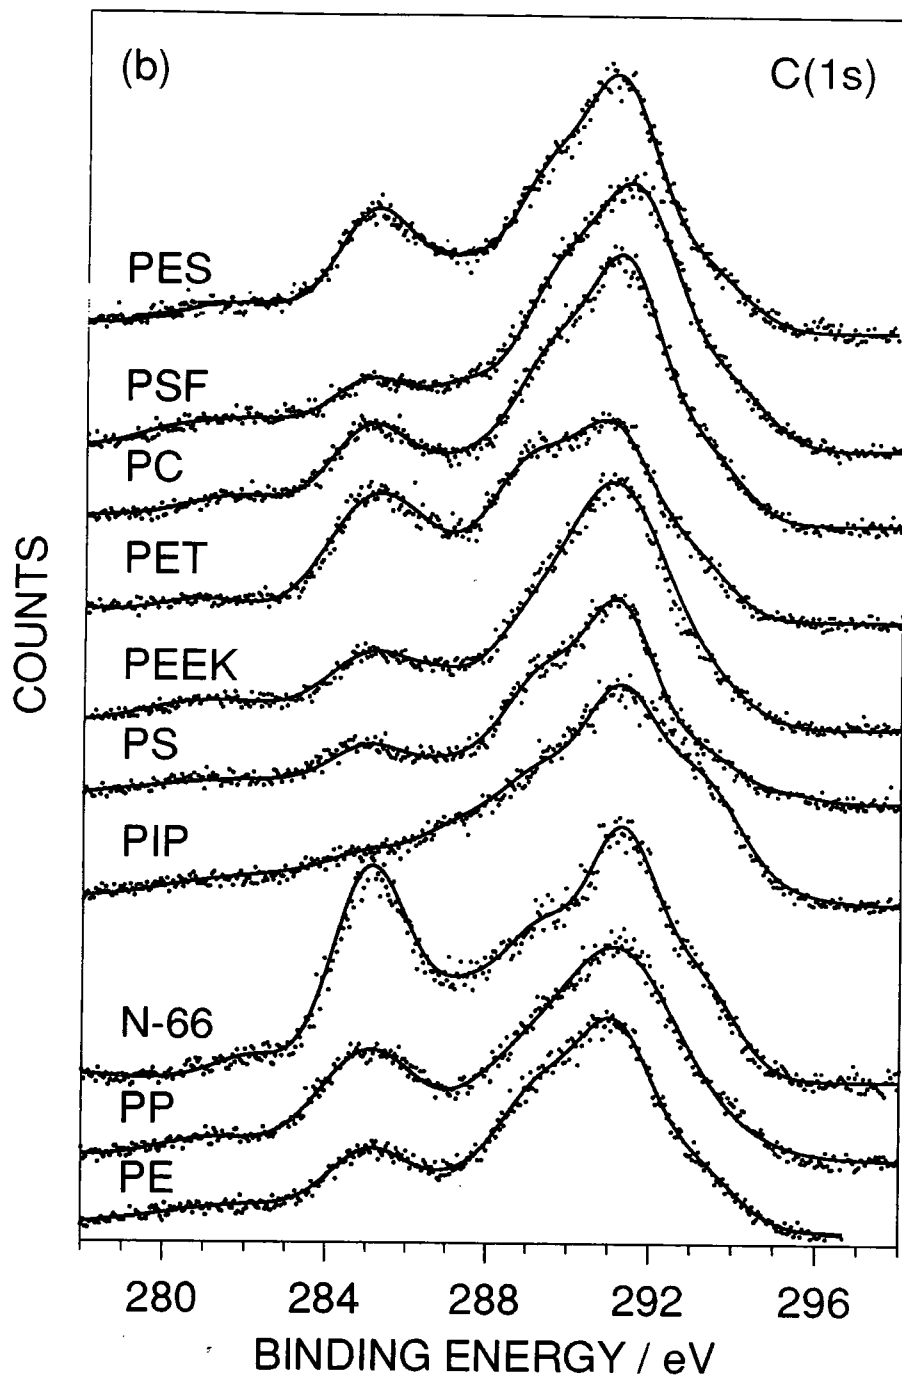 (b)
C(1s)
PES
PSF
PC
PET
PEEK
PS
PIP
N-66
PP
PE
COUNTS
280 284 288 292 296
BINDING ENERGY / eV